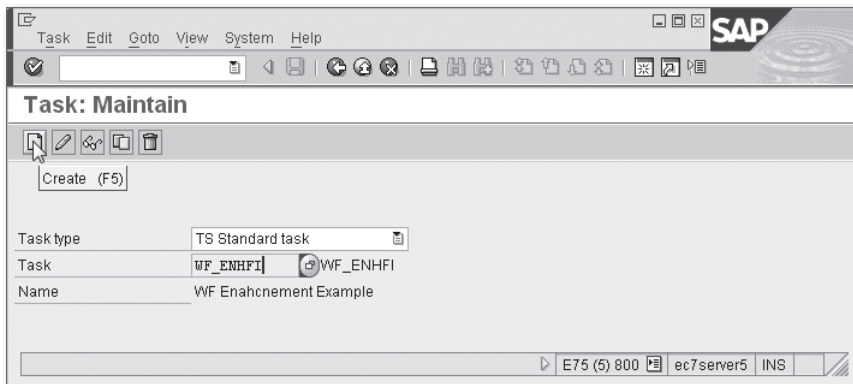 Task Edit Goto View System Help
SAP
Task: Maintain
Create (F5)
Task type TS Standard task
Task WF_ENHFI WF_ENHFI
Name WF Enahcnement Example
E75 (5) 800 ec7server5 INS